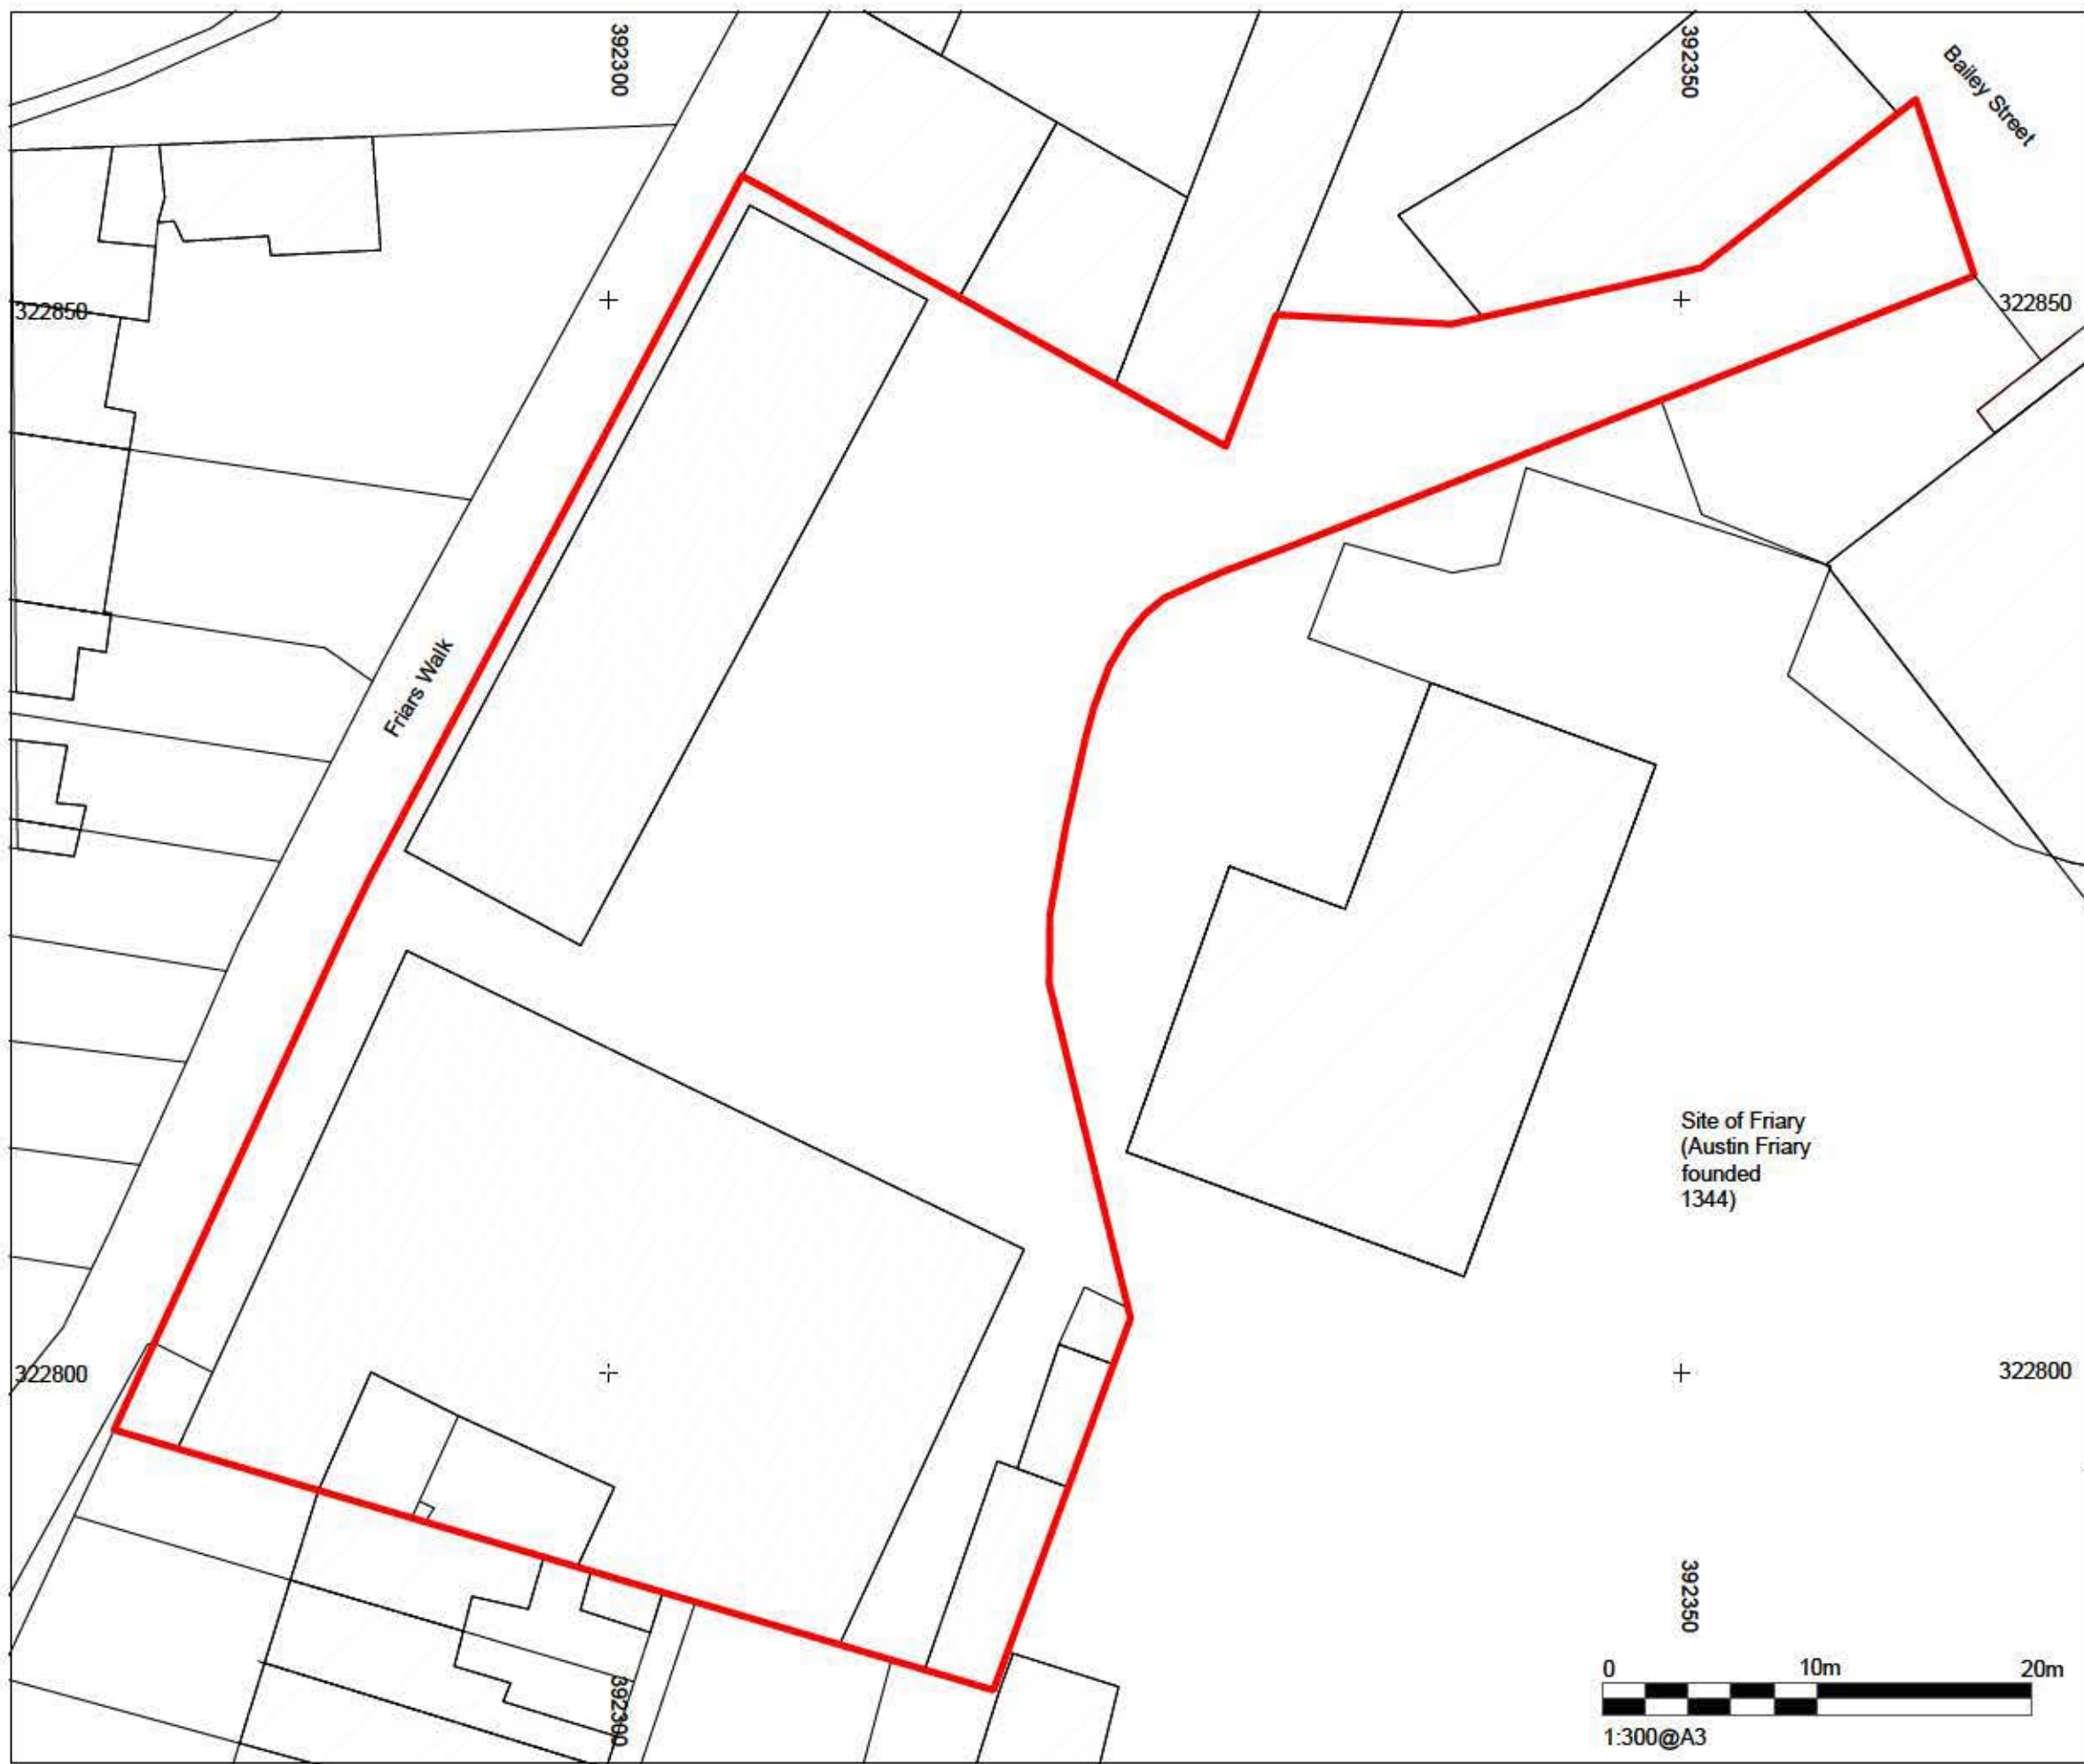 392300
392350
Bailey Street
322850
322850
Friars Walk
Site of Friary
(Austin Friary
founded
1344)
322800
322800
392350
392300
0 10m 20m
1:300@A3